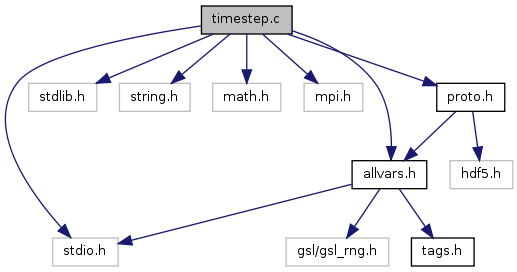 timestep.c
stdlib.h
string.h
math.h
mpi.h
proto.h
allvars.h
hdf5.h
stdio.h
gsl/gsl_rng.h
tags.h